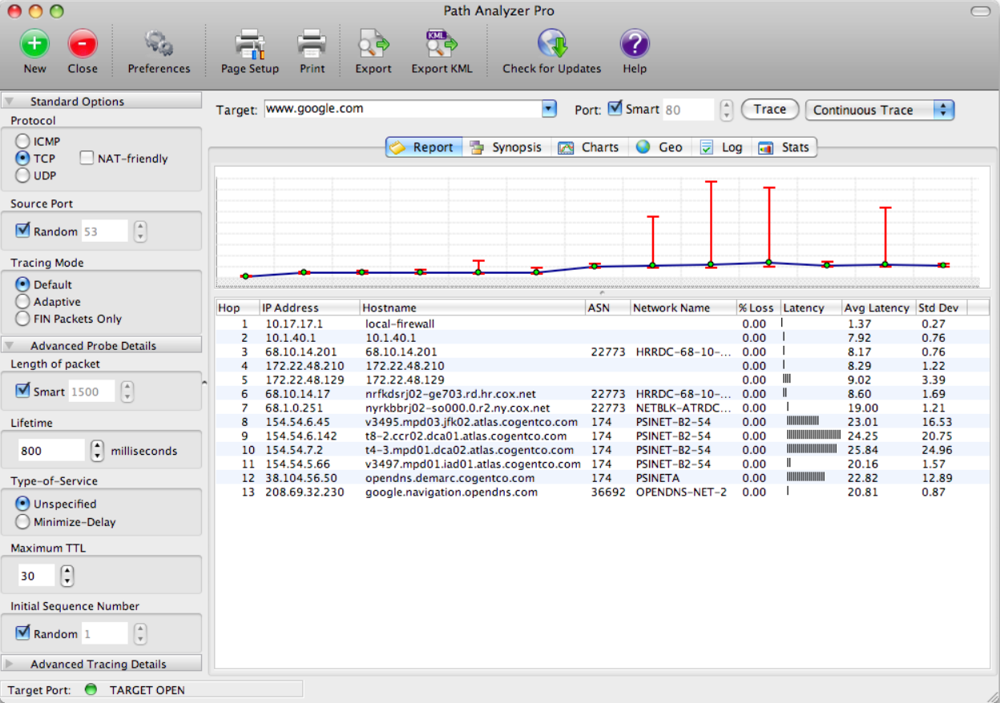 Path Analyzer Pro
New Close Preferences Page Setup Print Export KML Export KML Check for Updates Help
Standard Options
Protocol
ICMP
TCP NAT-friendly
UDP
Source Port
Random 53
Tracing Mode
Default
Adaptive
FIN Packets Only
Advanced Probe Details
Length of packet
Smart 1500
Lifetime
800 milliseconds
Type-of-Service
Unspecified
Minimize-Delay
Maximum TTL
30
Initial Sequence Number
Random 1
Advanced Tracing Details
Target: www.google.com Port: Smart 80 Trace Continuous Trace
Report Synopsis Charts Geo Log Stats
Hop IP Address Hostname ASN Network Name % Loss Latency Avg Latency Std Dev
1 10.17.17.1 local-firewall 0.00 1.37 0.27
2 10.1.40.1 10.1.40.1 0.00 7.92 0.76
3 68.10.14.201 68.10.14.201 22773 HRRDC-68-10-... 0.00 8.17 0.76
4 172.22.48.210 172.22.48.210 0.00 8.29 1.22
5 172.22.48.129 172.22.48.129 0.00 9.02 3.39
6 68.10.14.17 nrfkdsrj02-ge703.rd.hr.cox.net 22773 HRRDC-68-10-... 0.00 8.60 1.69
7 68.1.0.251 nyrkbbrj02-so000.0.r2.ny.cox.net 22773 NETBLK-ATRDC... 0.00 19.00 1.21
8 154.54.6.45 v3495.mpd03.jfk02.atlas.cogentco.com 174 PSINET-B2-54 0.00 23.01 16.53
9 154.54.6.142 t8-2.ccr02.dca01.atlas.cogentco.com 174 PSINET-B2-54 0.00 24.25 20.75
10 154.54.7.2 t4-3.mpd01.dca02.atlas.cogentco.com 174 PSINET-B2-54 0.00 25.84 24.96
11 154.54.5.66 v3497.mpd01.iad01.atlas.cogentco.com 174 PSINET-B2-54 0.00 20.16 1.57
12 38.104.56.50 opendns.demarc.cogentco.com 174 PSINETA 0.00 22.82 12.89
13 208.69.32.230 google.navigation.opendns.com 36692 OPENDNS-NET-2 0.00 20.81 0.87
Target Port: TARGET OPEN